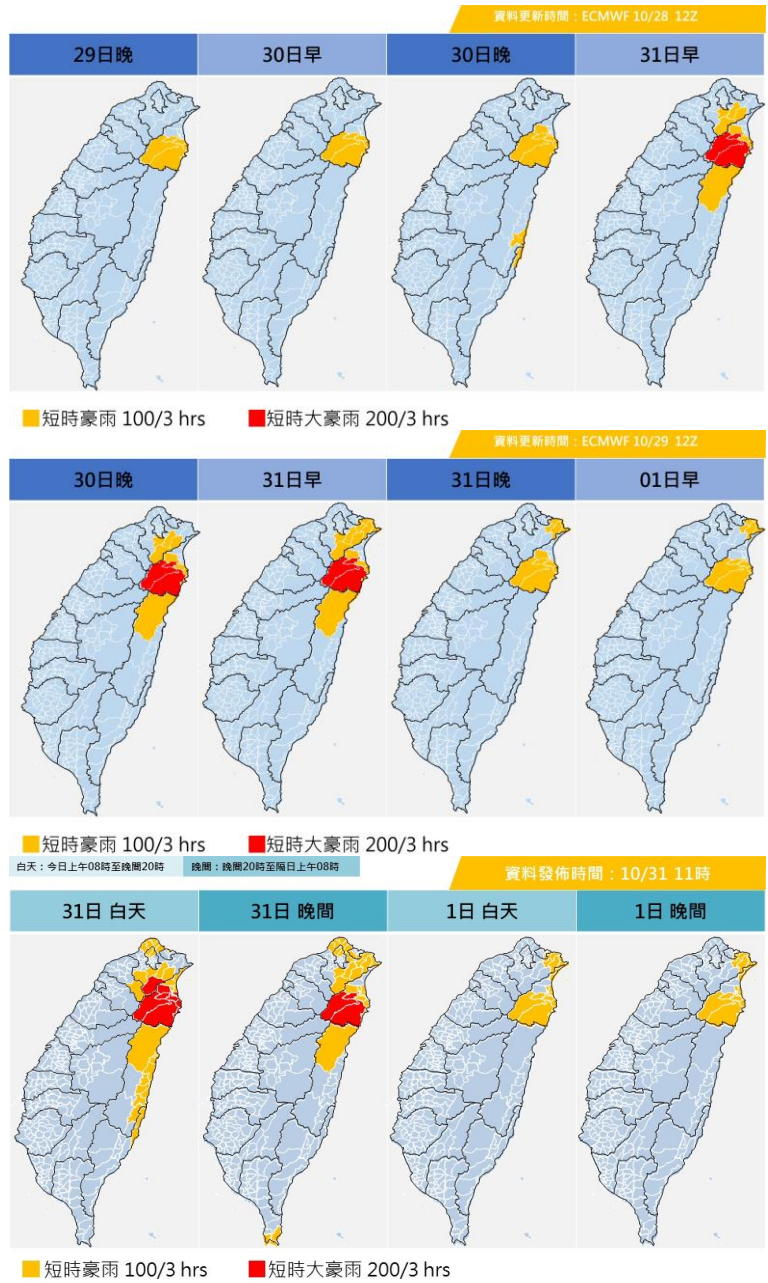 資料更新時間：ECMWF 10/28 12Z
29日晚 30日早 30日晚 31日早
短時豪雨 100/3 hrs 短時大豪雨 200/3 hrs
資料更新時間：ECMWF 10/29 12Z
30日晚 31日早 31日晚 01日早
短時豪雨 100/3 hrs 短時大豪雨 200/3 hrs
白天：今日上午08時至晚間20時 晚間：晚間20時至隔日上午08時
資料發佈時間：10/31 11時
31日 白天 31日 晚間 1日 白天 1日 晚間
短時豪雨 100/3 hrs 短時大豪雨 200/3 hrs